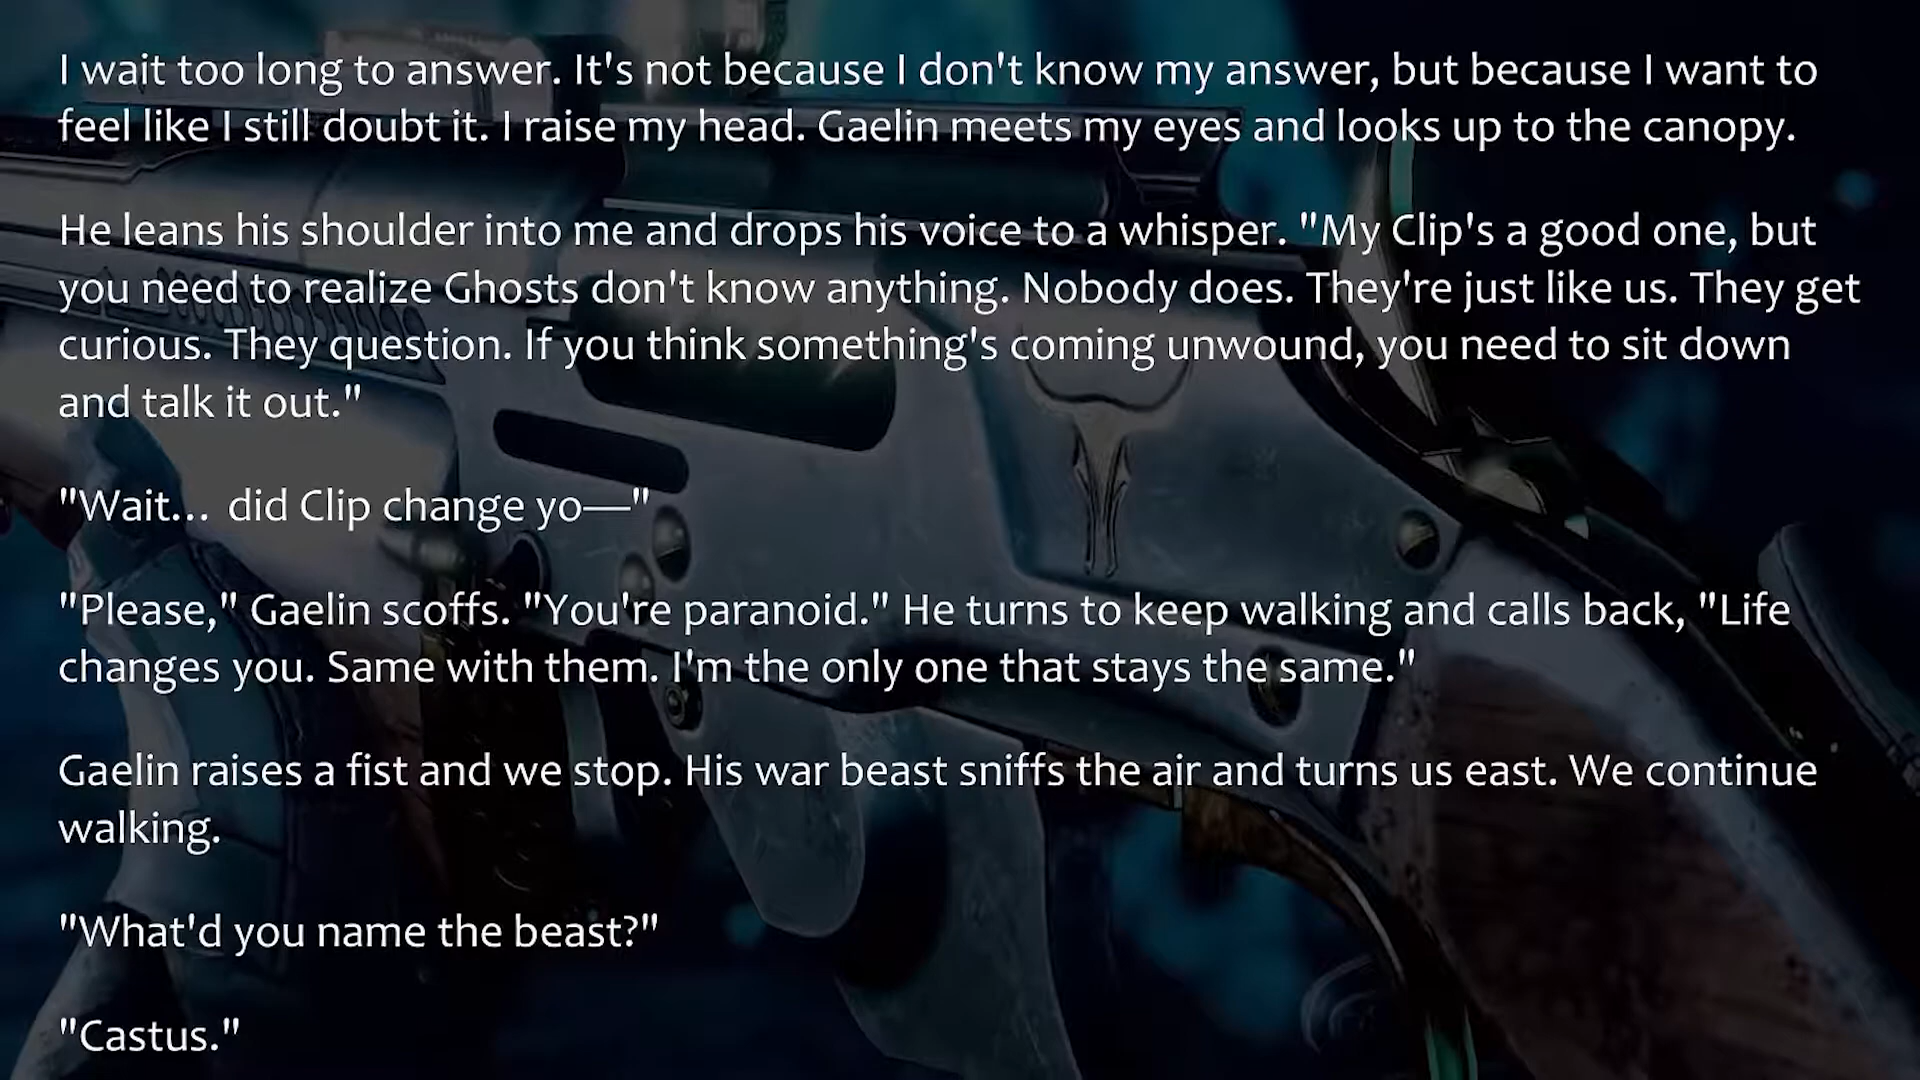 I wait too long to answer. It's not because I don't know my answer, but because I want to
feel like I still doubt it. I raise my head. Gaelin meets my eyes and looks up to the canopy.
He leans his shoulder into me and drops his voice to a whisper. "My Clip's a good one, but
you need to realize Ghosts don't know anything. Nobody does. They're just like us. They get
curious. They question. If you think something's coming unwound, you need to sit down
and talk it out."
"Wait… did Clip change yo—"
"Please," Gaelin scoffs. "You're paranoid." He turns to keep walking and calls back, "Life
changes you. Same with them. I'm the only one that stays the same."
Gaelin raises a fist and we stop. His war beast sniffs the air and turns us east. We continue
walking.
"What'd you name the beast?"
"Castus."